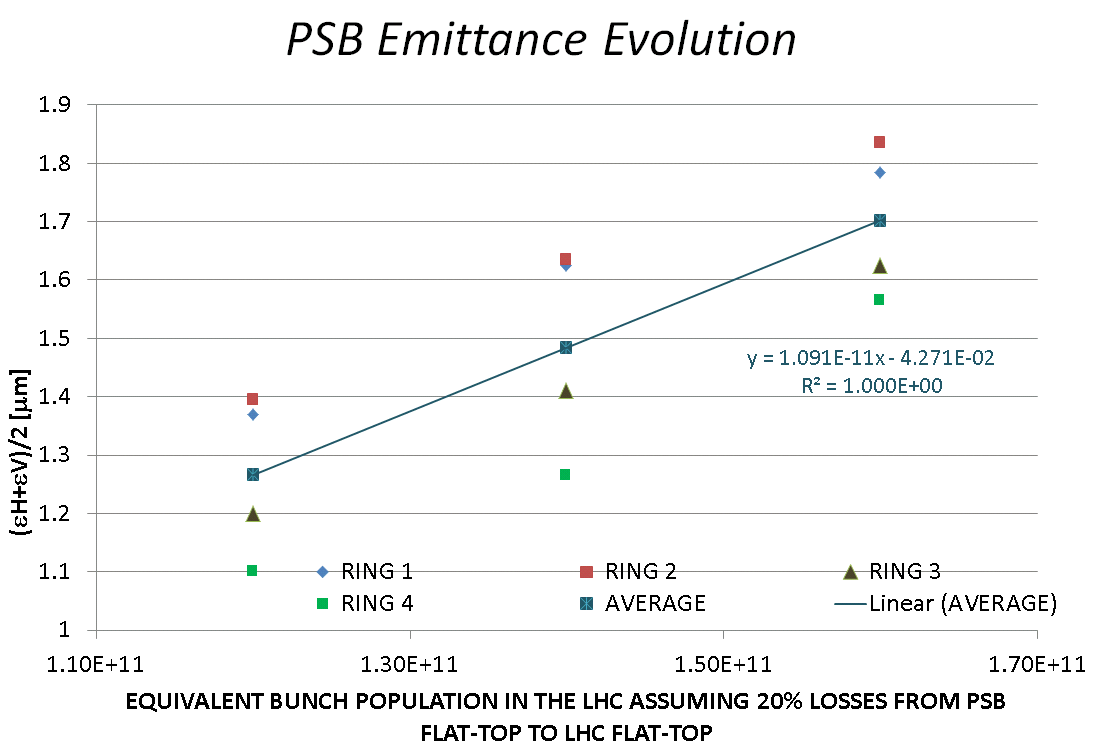 PSB Emittance Evolution
1.9
1.8
1.7
1.6
1.5
1.4
1.3
1.2
1.1
1
(εH+εV)/2 [μm]
y = 1.091E-11x - 4.271E-02
R² = 1.000E+00
RING 1 RING 2 RING 3
RING 4 AVERAGE Linear (AVERAGE)
1.10E+11 1.30E+11 1.50E+11 1.70E+11
EQUIVALENT BUNCH POPULATION IN THE LHC ASSUMING 20% LOSSES FROM PSB
FLAT-TOP TO LHC FLAT-TOP